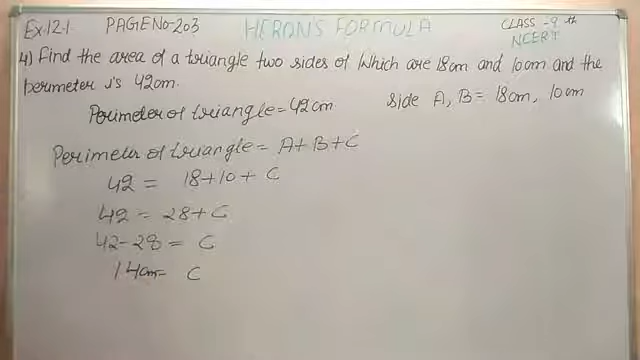 Ex:12.1. PAGE No-203 HERON'S FORMULA CLASS-9th
NCERT
4) Find the area of a triangle two sides of Which are 18cm and 10cm and the
perimeter is 42cm.
Perimeter of triangle = 42cm side A, B = 18cm, 10cm
Perimeter of triangle = A+B+C
42 = 18+10+C
42 = 28+C
42-28 = C
14cm = C